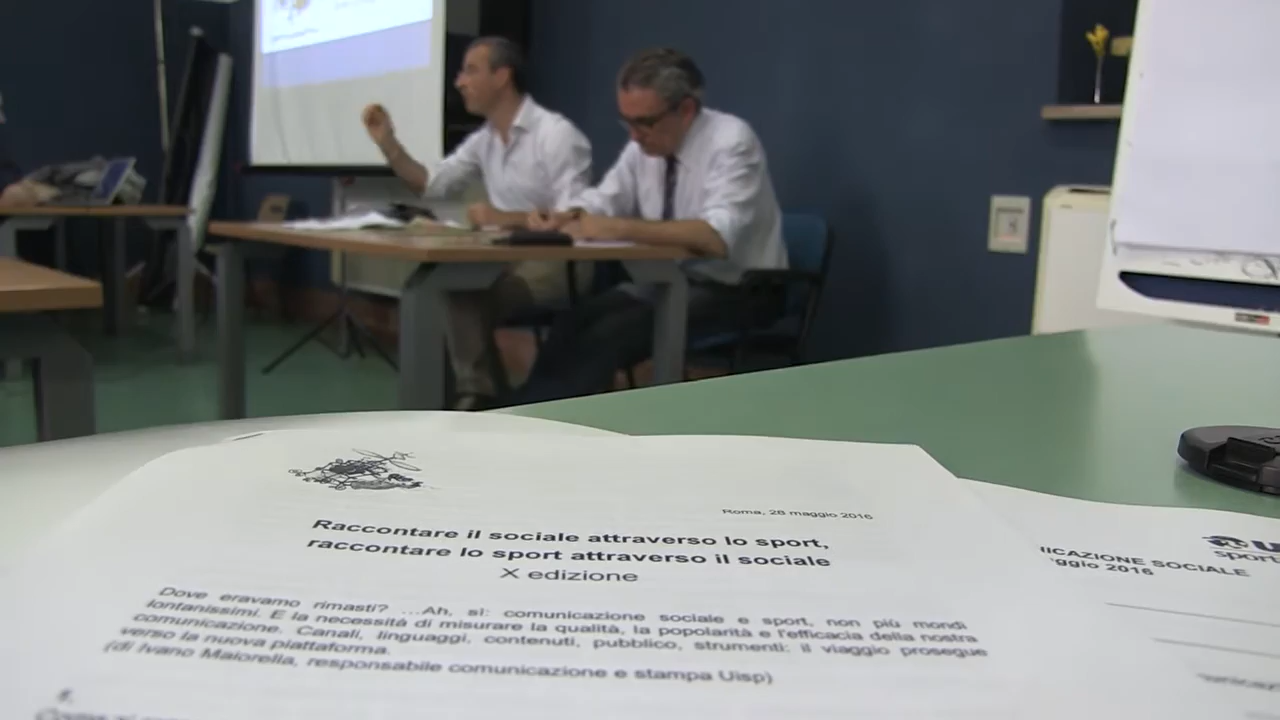 Roma, 28 maggio 2016
Raccontare il sociale attraverso lo sport,
raccontare lo sport attraverso il sociale
X edizione
Dove eravamo rimasti? ...Ah, sì: comunicazione sociale e sport, non più mondi
lontanissimi. E la necessità di misurare la qualità, la popolarità e l'efficacia della nostra
comunicazione. Canali, linguaggi, contenuti, pubblico, strumenti: il viaggio prosegue
verso la nuova piattaforma.
(di Ivano Maiorella, responsabile comunicazione e stampa Uisp)
sport
ICAZIONE SOCIALE
ggio 2016